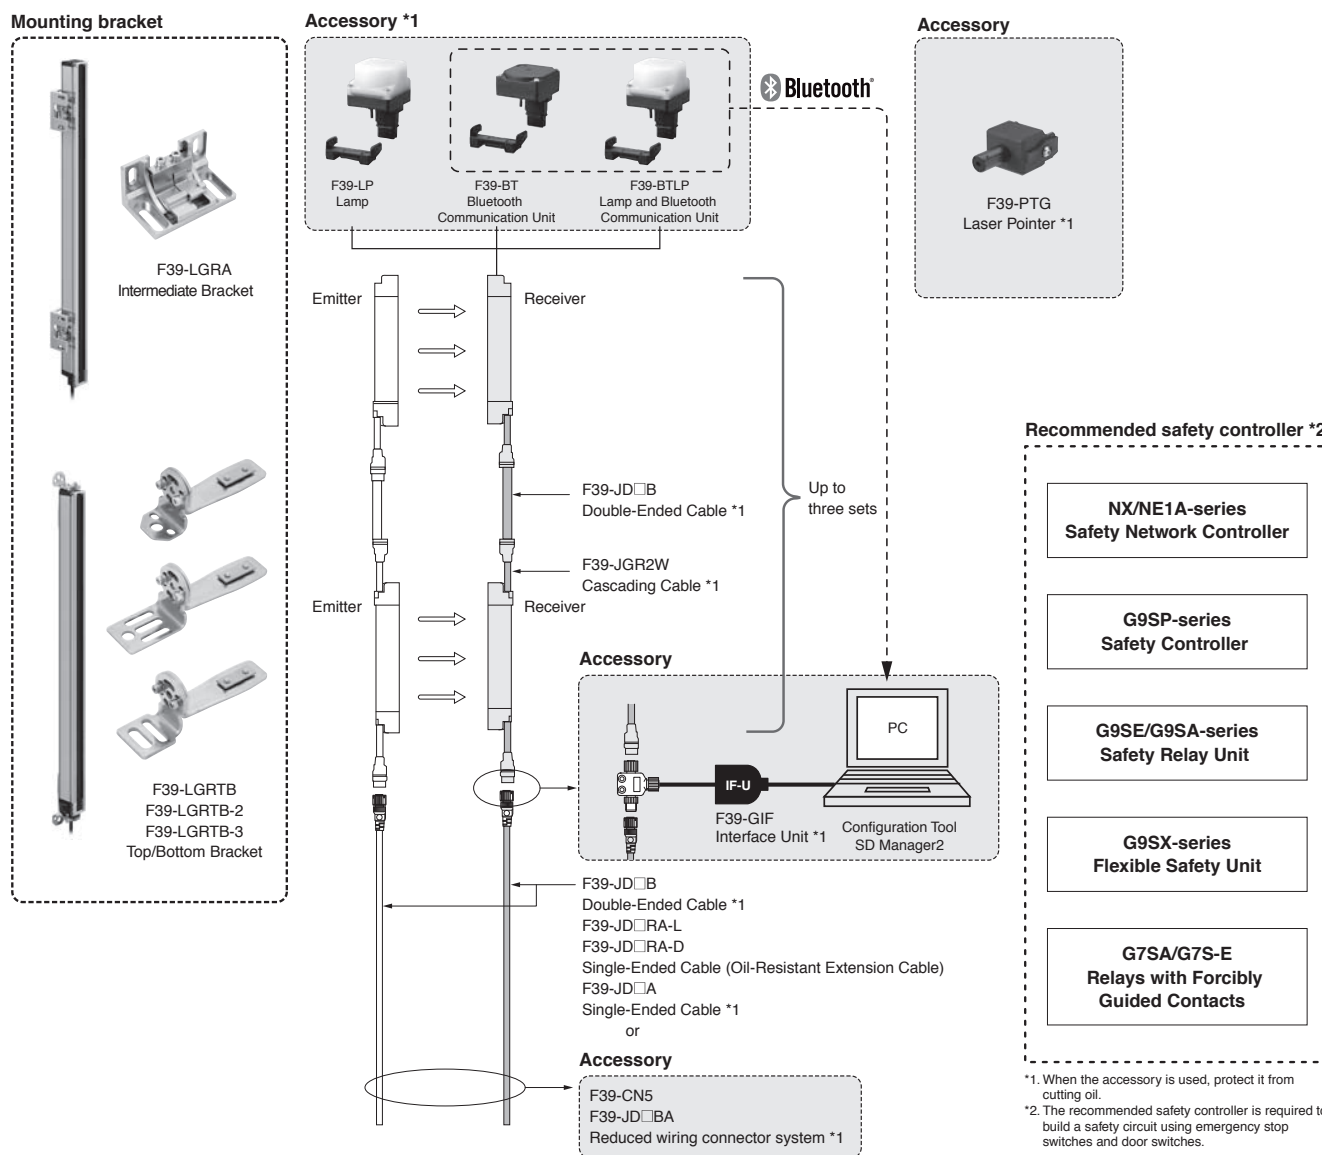 Mounting bracket
F39-LGRA
Intermediate Bracket
F39-LGRTB
F39-LGRTB-2
F39-LGRTB-3
Top/Bottom Bracket
Accessory *1
F39-LP
Lamp
F39-BT
Bluetooth
Communication Unit
F39-BTLP
Lamp and Bluetooth
Communication Unit
Bluetooth®
Accessory
F39-PTG
Laser Pointer *1
Emitter
Receiver
F39-JD□B
Double-Ended Cable *1
Up to
three sets
F39-JGR2W
Cascading Cable *1
Emitter
Receiver
Accessory
PC
IF-U
F39-GIF
Interface Unit *1
Configuration Tool
SD Manager2
F39-JD□B
Double-Ended Cable *1
F39-JD□RA-L
F39-JD□RA-D
Single-Ended Cable (Oil-Resistant Extension Cable)
F39-JD□A
Single-Ended Cable *1
or
Accessory
F39-CN5
F39-JD□BA
Reduced wiring connector system *1
Recommended safety controller *2
NX/NE1A-series
Safety Network Controller
G9SP-series
Safety Controller
G9SE/G9SA-series
Safety Relay Unit
G9SX-series
Flexible Safety Unit
G7SA/G7S-E
Relays with Forcibly
Guided Contacts
*1. When the accessory is used, protect it from
cutting oil.
*2. The recommended safety controller is required to
build a safety circuit using emergency stop
switches and door switches.